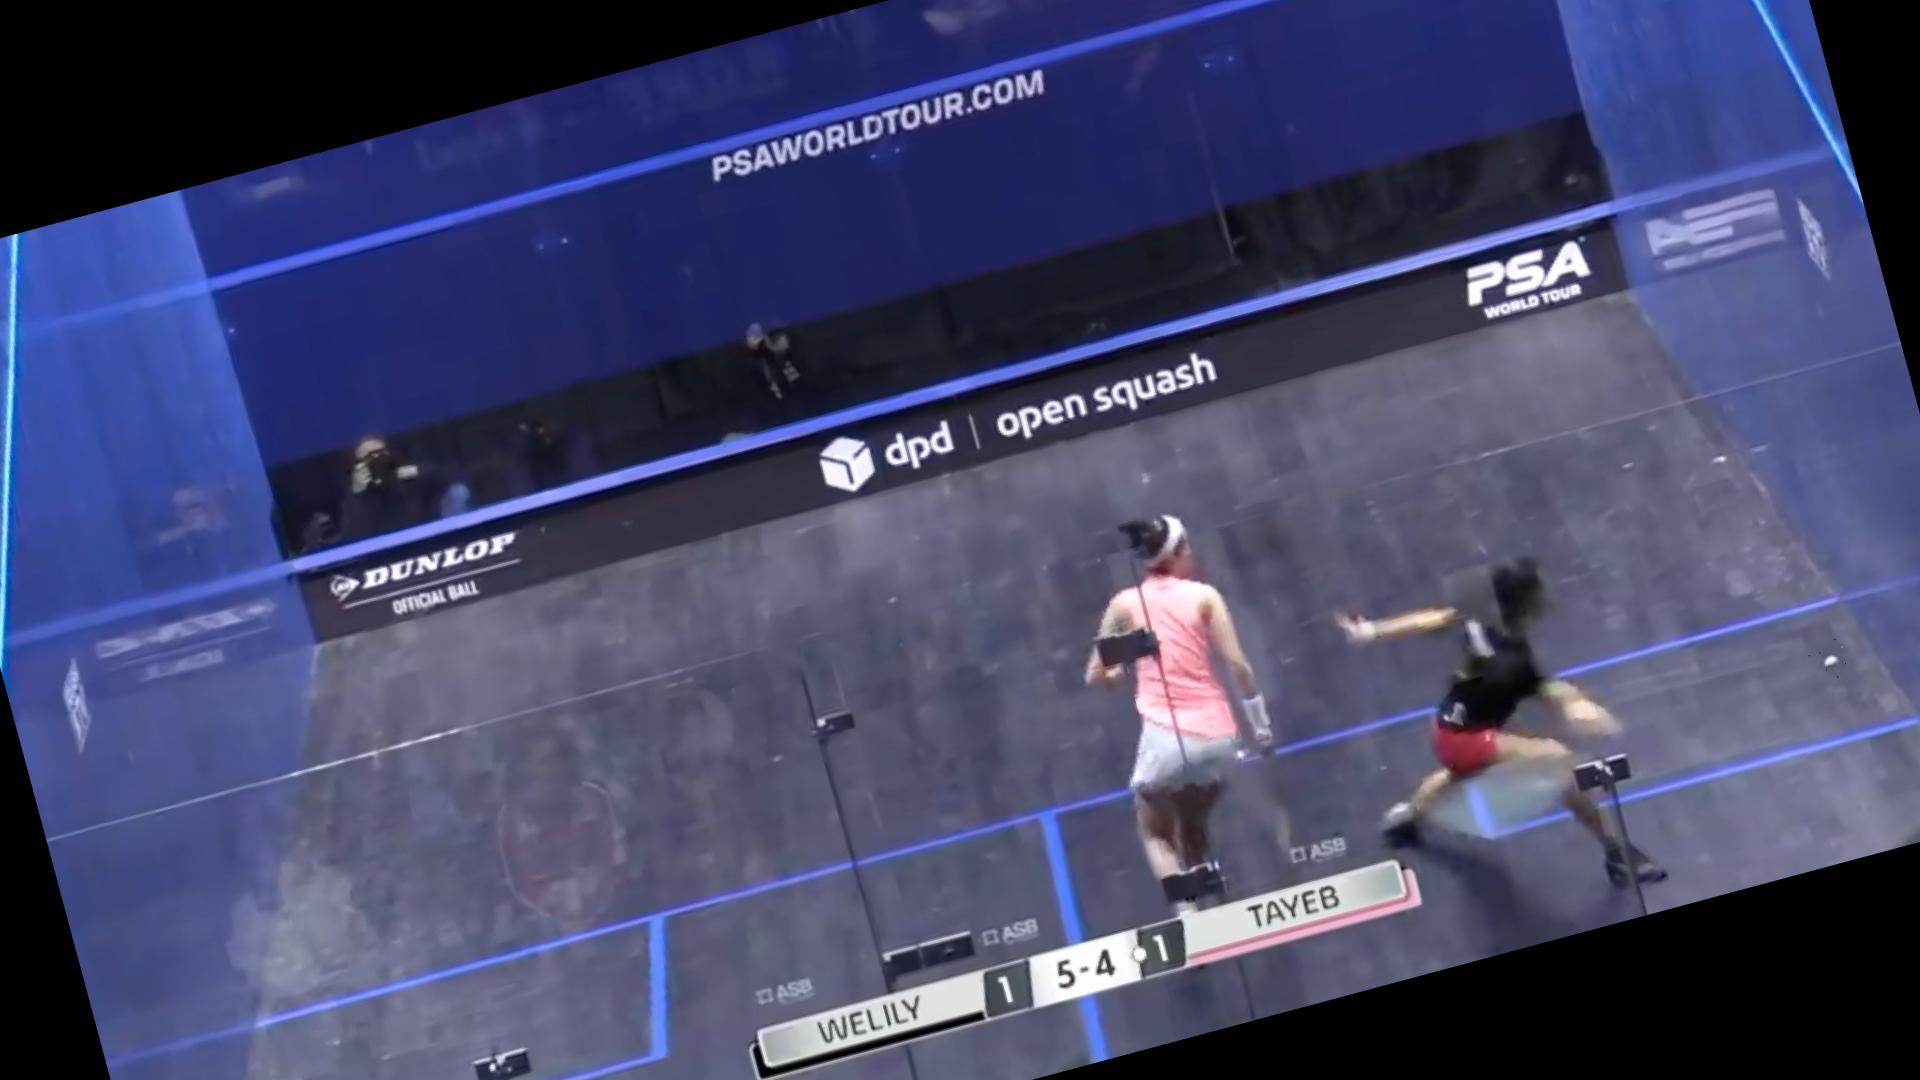 PSAWORLDTOUR.COM
PSA
WORLD TOUR
dpd | open squash
DUNLOP
OFFICIAL BALL
ASB
ASB
ASB
WELILY 1 5-4 1 TAYEB